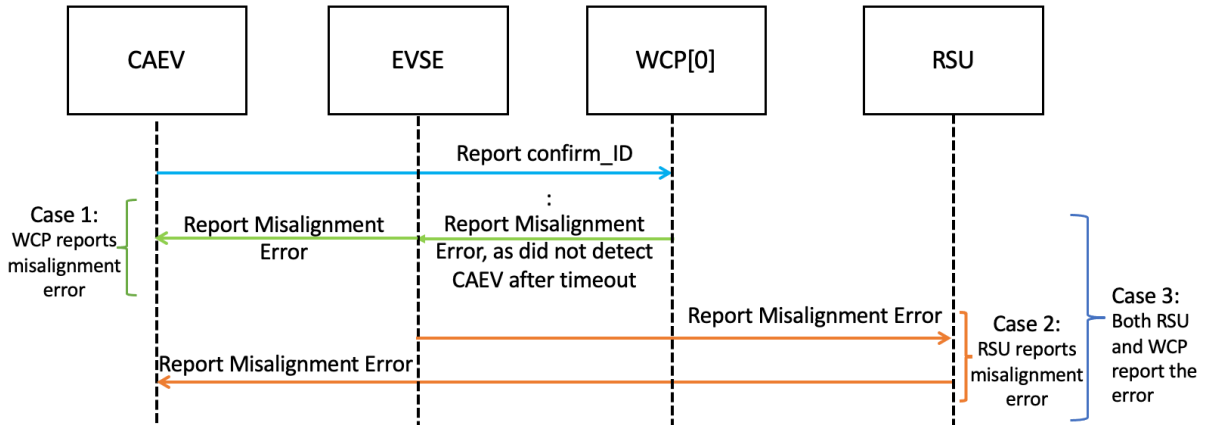 CAEV
EVSE
WCP[0]
RSU
Report confirm_ID
:
Case 1:
WCP reports
misalignment
error
Report Misalignment
Error
Report Misalignment
Error, as did not detect
CAEV after timeout
Report Misalignment Error
Case 2:
RSU reports
misalignment
error
Case 3:
Both RSU
and WCP
report the
error
Report Misalignment Error